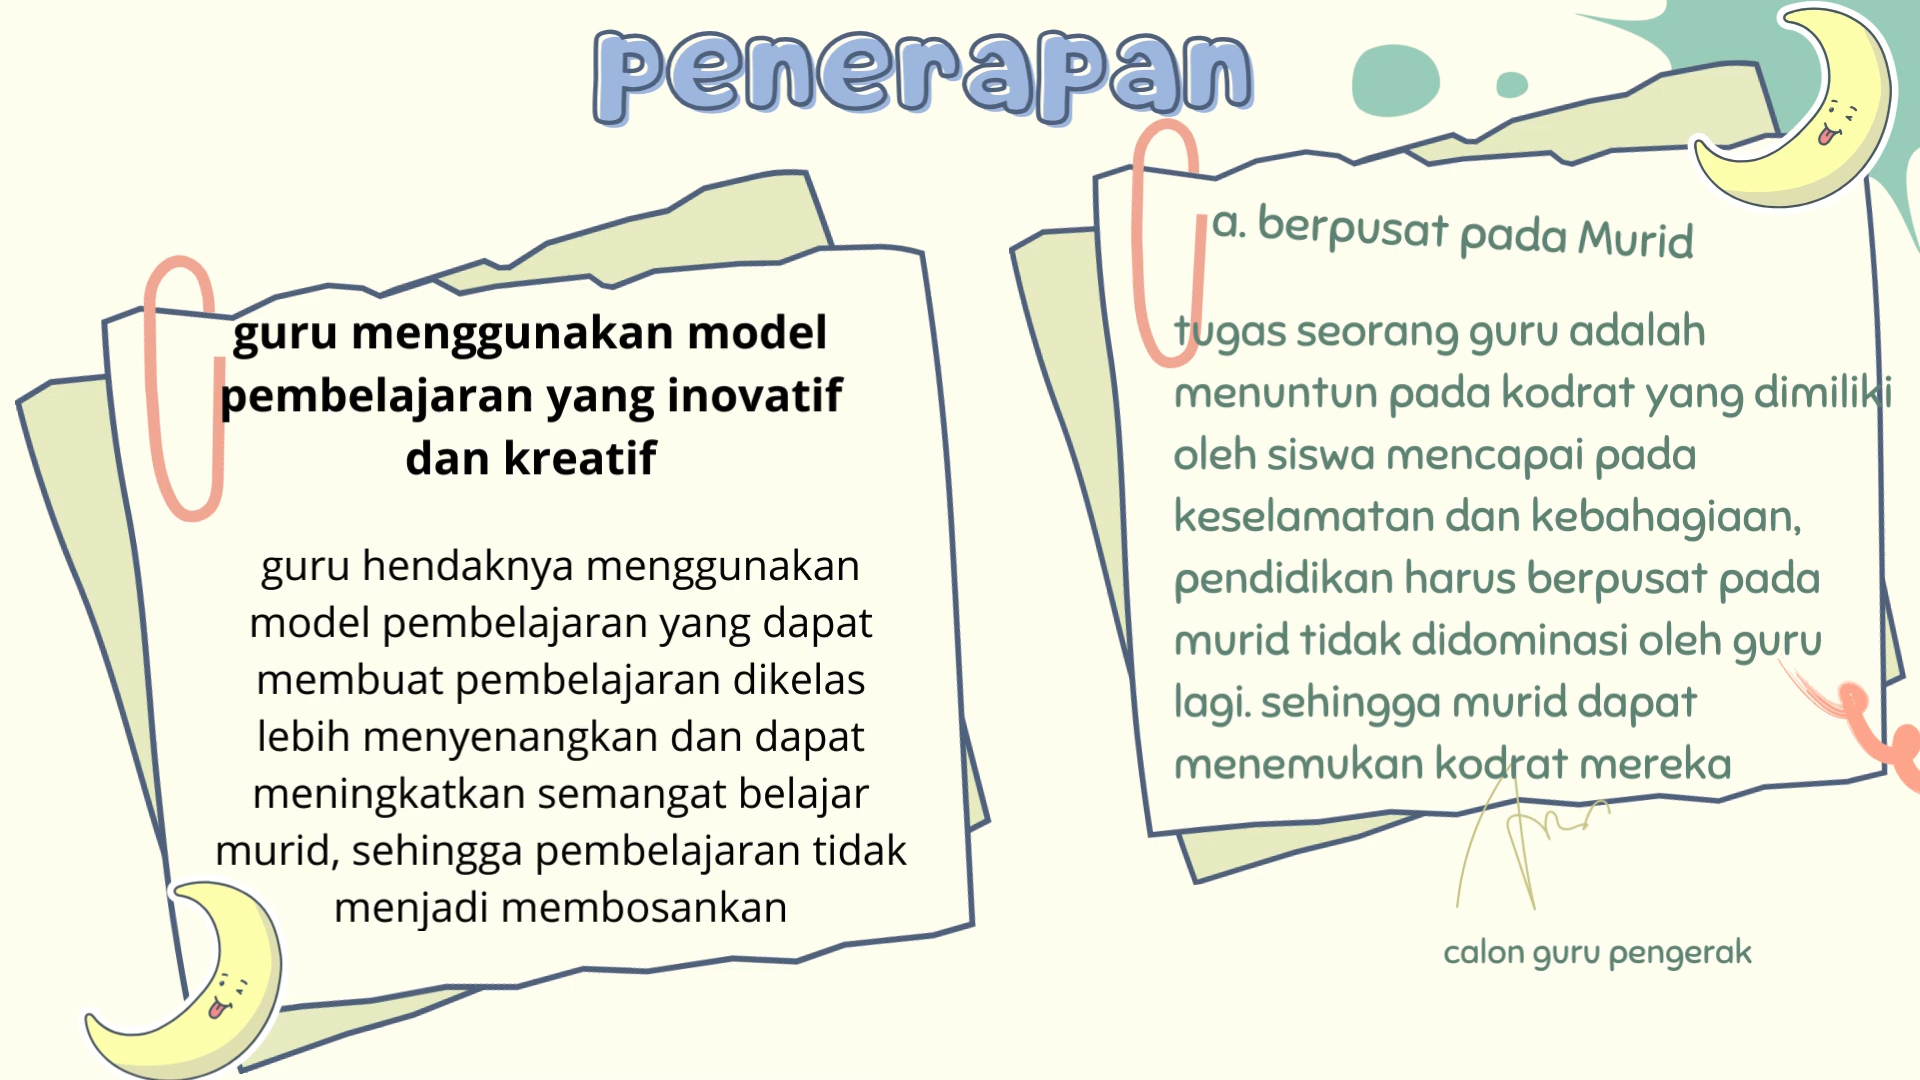 penerapan
guru menggunakan model
pembelajaran yang inovatif
dan kreatif
guru hendaknya menggunakan
model pembelajaran yang dapat
membuat pembelajaran dikelas
lebih menyenangkan dan dapat
meningkatkan semangat belajar
murid, sehingga pembelajaran tidak
menjadi membosankan
a. berpusat pada Murid
tugas seorang guru adalah
menuntun pada kodrat yang dimiliki
oleh siswa mencapai pada
keselamatan dan kebahagiaan,
pendidikan harus berpusat pada
murid tidak didominasi oleh guru
lagi. sehingga murid dapat
menemukan kodrat mereka
calon guru pengerak